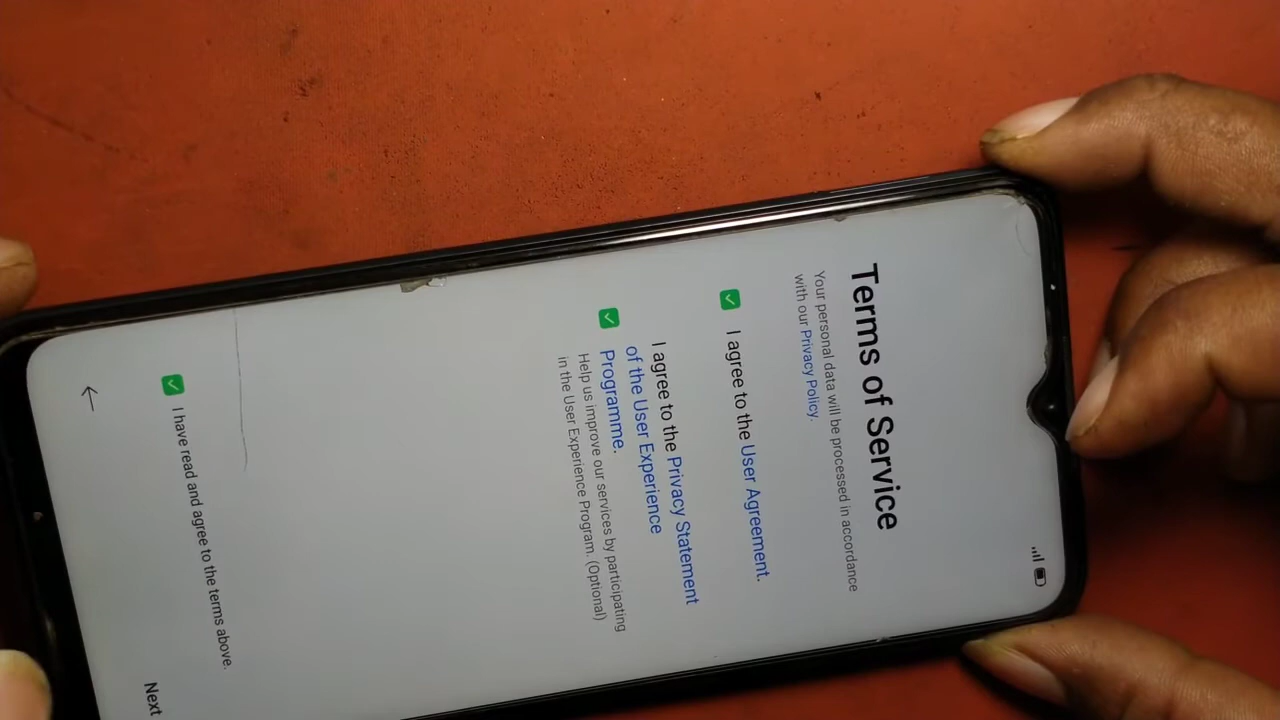 Terms of Service
Your personal data will be processed in accordance
with our Privacy Policy.
I agree to the User Agreement.
I agree to the Privacy Statement
of the User Experience
Programme.
Help us improve our services by participating
in the User Experience Program. (Optional)
I have read and agree to the terms above.
Next